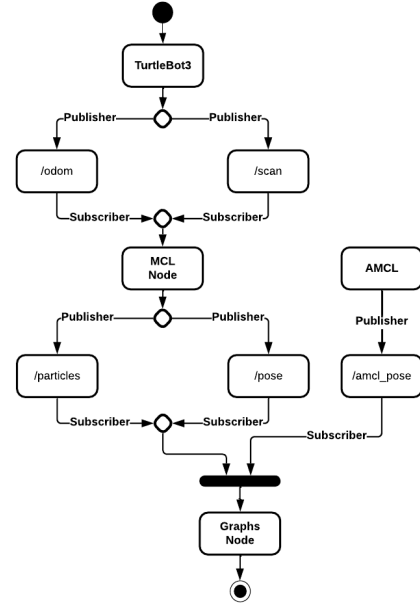 TurtleBot3
Publisher
Publisher
/odom
/scan
Subscriber
Subscriber
MCL
Node
AMCL
Publisher
Publisher
Publisher
/particles
/pose
/amcl_pose
Subscriber
Subscriber
Subscriber
Graphs
Node